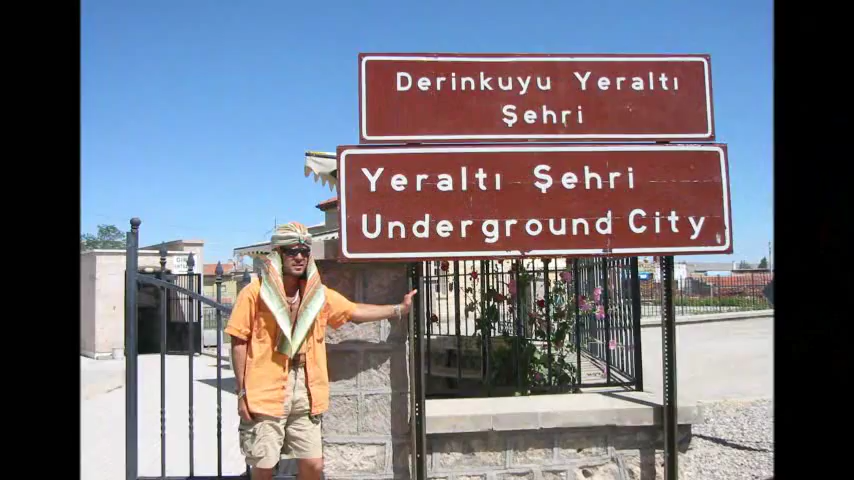 Derinkuyu Yeraltı
Şehri
Yeraltı Şehri
Underground City